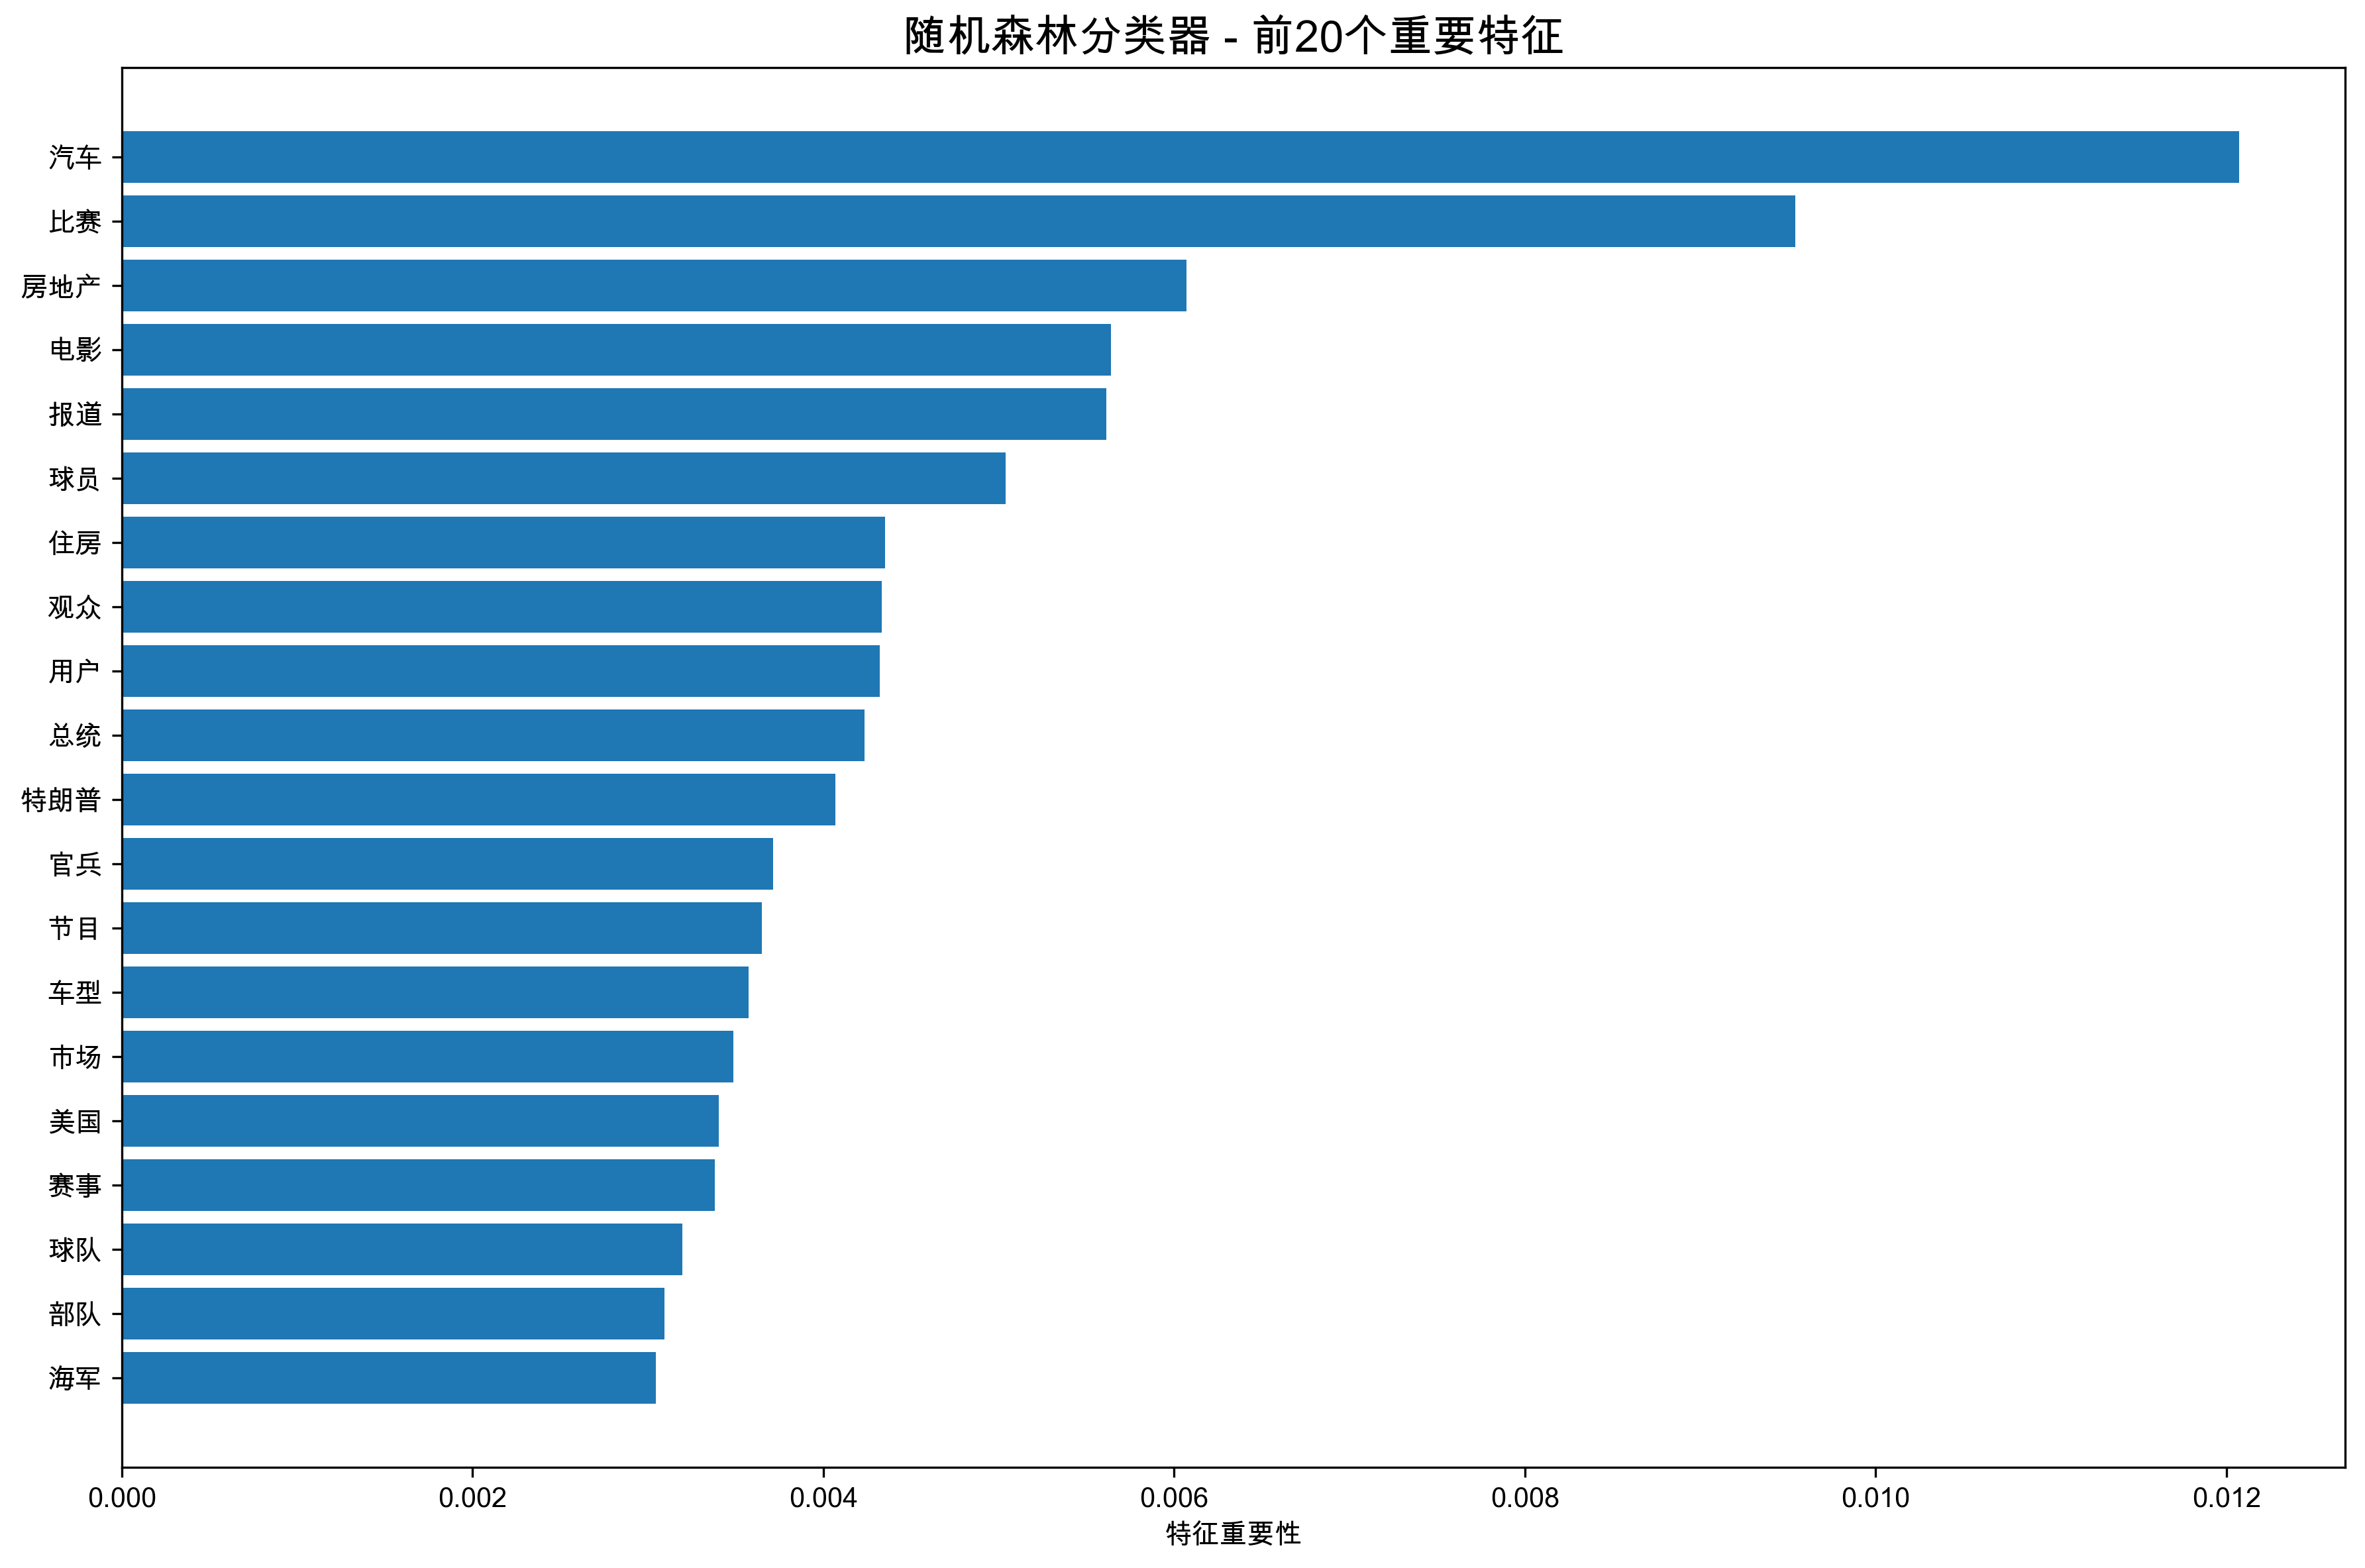 随机森林分类器 - 前20个重要特征
汽车
比赛
房地产
电影
报道
球员
住房
观众
用户
总统
特朗普
官兵
节目
车型
市场
美国
赛事
球队
部队
海军
0.000 0.002 0.004 0.006 0.008 0.010 0.012
特征重要性